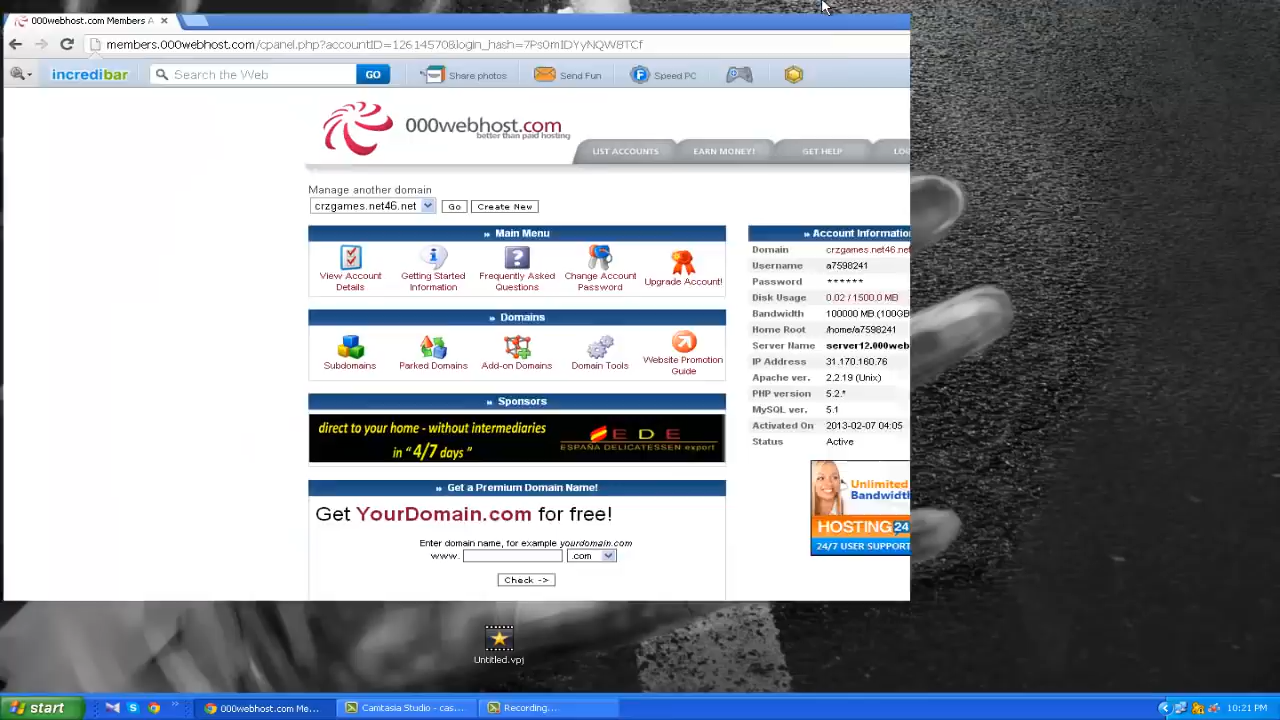 000webhost.com Members A
members.000webhost.com/cpanel.php?accountID=12614570&login_hash=7Ps0mIDYyNQW8TCf
incredibar Search the Web GO Share photos Send Fun Speed PC
000webhost.com
better than paid hosting
LIST ACCOUNTS EARN MONEY! GET HELP LO
Manage another domain
crzgames.net46.net Go Create New
» Main Menu
View Account Details
Getting Started Information
Frequently Asked Questions
Change Account Password
Upgrade Account!
» Domains
Subdomains Parked Domains Add-on Domains Domain Tools
Website Promotion Guide
» Sponsors
direct to your home - without intermediaries
in " 4/7 days "
E D E
ESPAÑA DELICATESSEN export
» Get a Premium Domain Name!
Get YourDomain.com for free!
Enter domain name, for example yourdomain.com
www. .com
Check ->
» Account Informatio
Domain crzgames.net46.net
Username a7598241
Password ******
Disk Usage 0.02 / 1500.0 MB
Bandwidth 100000 MB (100GB
Home Root /home/a7598241
Server Name server12.000web
IP Address 31.170.160.76
Apache ver. 2.2.19 (Unix)
PHP version 5.2.*
MySQL ver. 5.1
Activated On 2013-02-07 04:05
Status Active
Unlimited
Bandwidth
HOSTING 24
24/7 USER SUPPORT
Untitled.vpj
start 000webhost.com Me... Camtasia Studio - cas... Recording... 10:21 PM